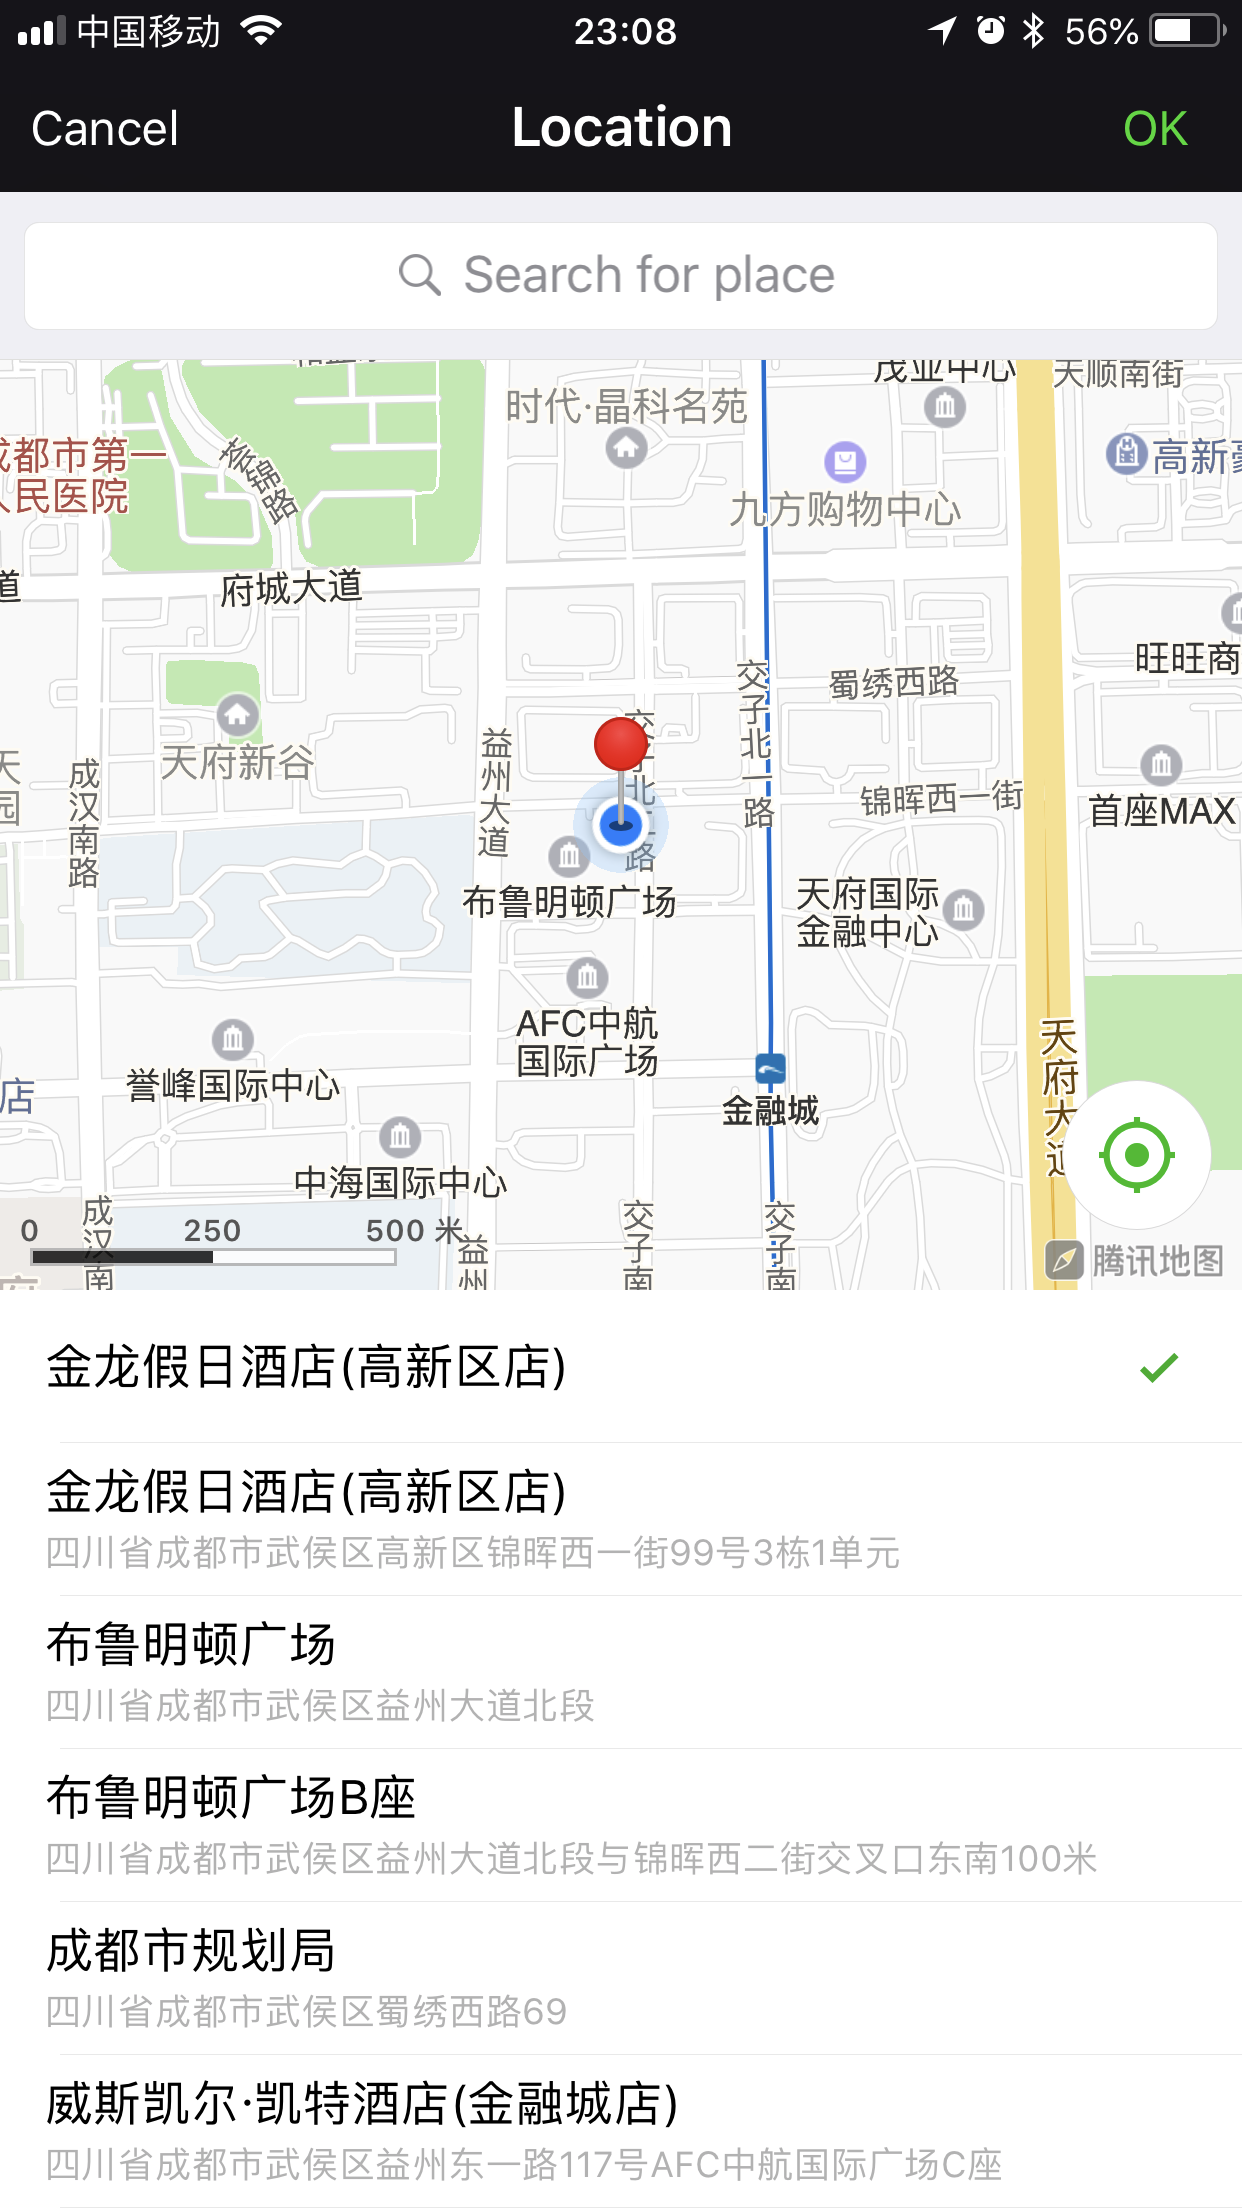 中国移动
23:08
56%
Cancel
Location
OK
Search for place
茂业中心
天顺南街
时代·晶科名苑
成都市第一
人民医院
高新
锦路
九方购物中心
府城大道
道
旺旺商
蜀绣西路
交子北一路
天府新谷
成汉南路
益州大道
锦晖西一街
首座MAX
布鲁明顿广场
天府国际
金融中心
AFC中航
国际广场
誉峰国际中心
店
金融城
天府大道
中海国际中心
0
250
500 米
成汉南
益州
交子南
交子南
腾讯地图
金龙假日酒店(高新区店)
金龙假日酒店(高新区店)
四川省成都市武侯区高新区锦晖西一街99号3栋1单元
布鲁明顿广场
四川省成都市武侯区益州大道北段
布鲁明顿广场B座
四川省成都市武侯区益州大道北段与锦晖西二街交叉口东南100米
成都市规划局
四川省成都市武侯区蜀绣西路69
威斯凯尔·凯特酒店(金融城店)
四川省成都市武侯区益州东一路117号AFC中航国际广场C座